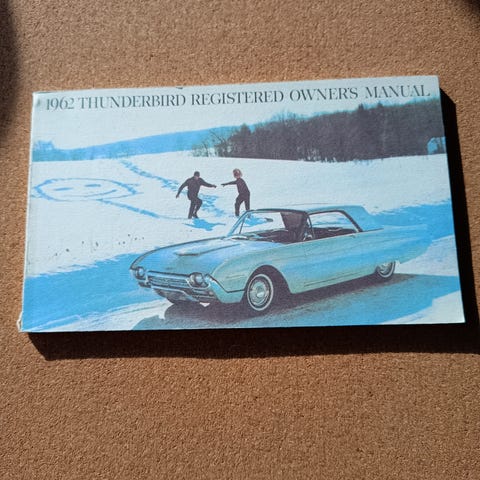 1962 THUNDERBIRD REGISTERED OWNER'S MANUAL